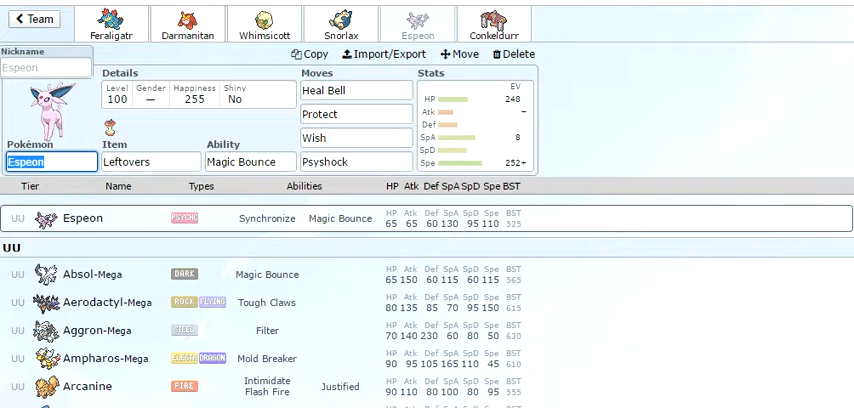 Team
Feraligatr Darmanitan Whimsicott Snorlax Espeon Conkeldurr
Copy Import/Export Move Delete
Nickname
Espeon
Details
Level Gender Happiness Shiny
100 — 255 No
Pokémon
Espeon
Item
Leftovers
Ability
Magic Bounce
Moves
Heal Bell
Protect
Wish
Psyshock
Stats
EV
HP 248
Atk –
Def
SpA 8
SpD
Spe 252+
Tier Name Types Abilities HP Atk Def SpA SpD Spe BST
UU Espeon PSYCHC Synchronize Magic Bounce HP Atk Def SpA SpD Spe BST
65 65 60 130 95 110 525
UU
UU Absol-Mega DARK Magic Bounce HP Atk Def SpA SpD Spe BST
65 150 60 115 60 115 565
UU Aerodactyl-Mega ROCK FLYING Tough Claws HP Atk Def SpA SpD Spe BST
80 135 85 70 95 150 615
UU Aggron-Mega STEEL Filter HP Atk Def SpA SpD Spe BST
70 140 230 60 80 50 630
UU Ampharos-Mega ELECTR DRAGON Mold Breaker HP Atk Def SpA SpD Spe BST
90 95 105 165 110 45 610
UU Arcanine FIRE Intimidate Flash Fire Justified HP Atk Def SpA SpD Spe BST
90 110 80 100 80 95 555